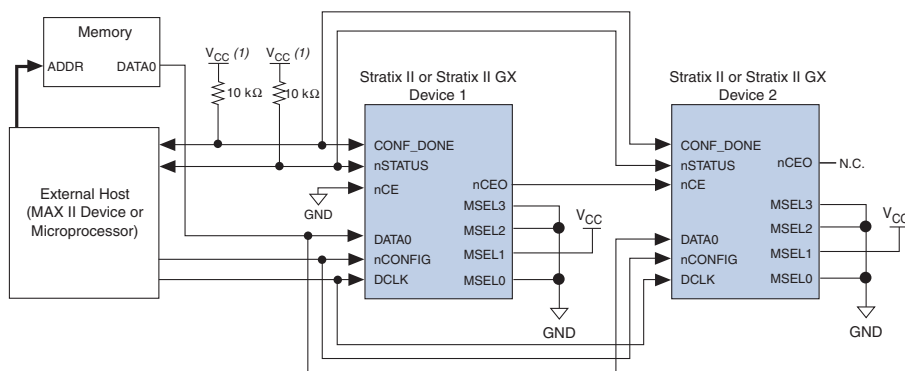 Memory
ADDR
DATA0
VCC (1)
VCC (1)
10 kΩ
10 kΩ
External Host
(MAX II Device or
Microprocessor)
GND
Stratix II or Stratix II GX
Device 1
CONF_DONE
nSTATUS
nCE
DATA0
nCONFIG
DCLK
nCEO
MSEL3
MSEL2
MSEL1
MSEL0
VCC
GND
Stratix II or Stratix II GX
Device 2
CONF_DONE
nSTATUS
nCE
DATA0
nCONFIG
DCLK
nCEO
N.C.
MSEL3
MSEL2
MSEL1
MSEL0
VCC
GND